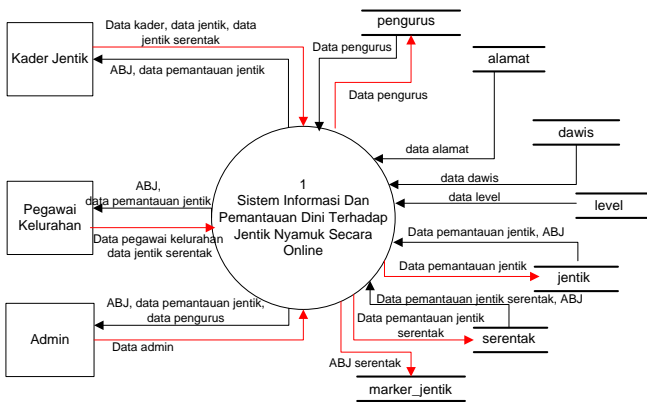 Kader Jentik
Data kader, data jentik, data
jentik serentak
ABJ, data pemantauan jentik
pengurus
Data pengurus
Data pengurus
alamat
data alamat
dawis
data dawis
level
data level
1
Sistem Informasi Dan
Pemantauan Dini Terhadap
Jentik Nyamuk Secara
Online
Pegawai
Kelurahan
ABJ,
data pemantauan jentik
Data pegawai kelurahan
data jentik serentak
Data pemantauan jentik, ABJ
Data pemantauan jentik
jentik
Admin
ABJ, data pemantauan jentik,
data pengurus
Data admin
Data pemantauan jentik serentak, ABJ
Data pemantauan jentik
serentak
serentak
ABJ serentak
marker_jentik